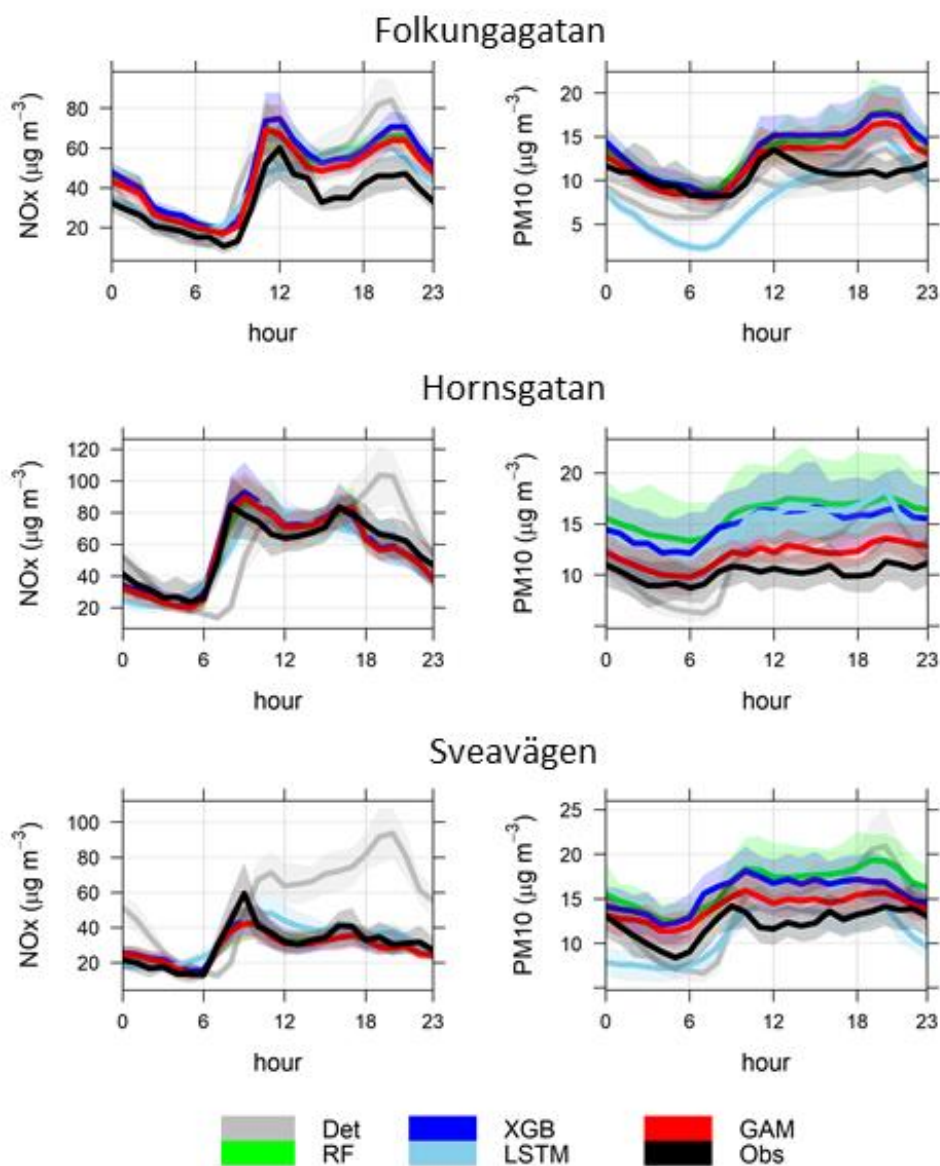 Folkungagatan
NOx (µg m⁻³)
80
60
40
20
0 6 12 18 23
hour
PM10 (µg m⁻³)
20
15
10
5
0 6 12 18 23
hour
Hornsgatan
NOx (µg m⁻³)
120
100
80
60
40
20
0 6 12 18 23
hour
PM10 (µg m⁻³)
20
15
10
0 6 12 18 23
hour
Sveavägen
NOx (µg m⁻³)
100
80
60
40
20
0 6 12 18 23
hour
PM10 (µg m⁻³)
25
20
15
10
0 6 12 18 23
hour
Det XGB GAM
RF LSTM Obs